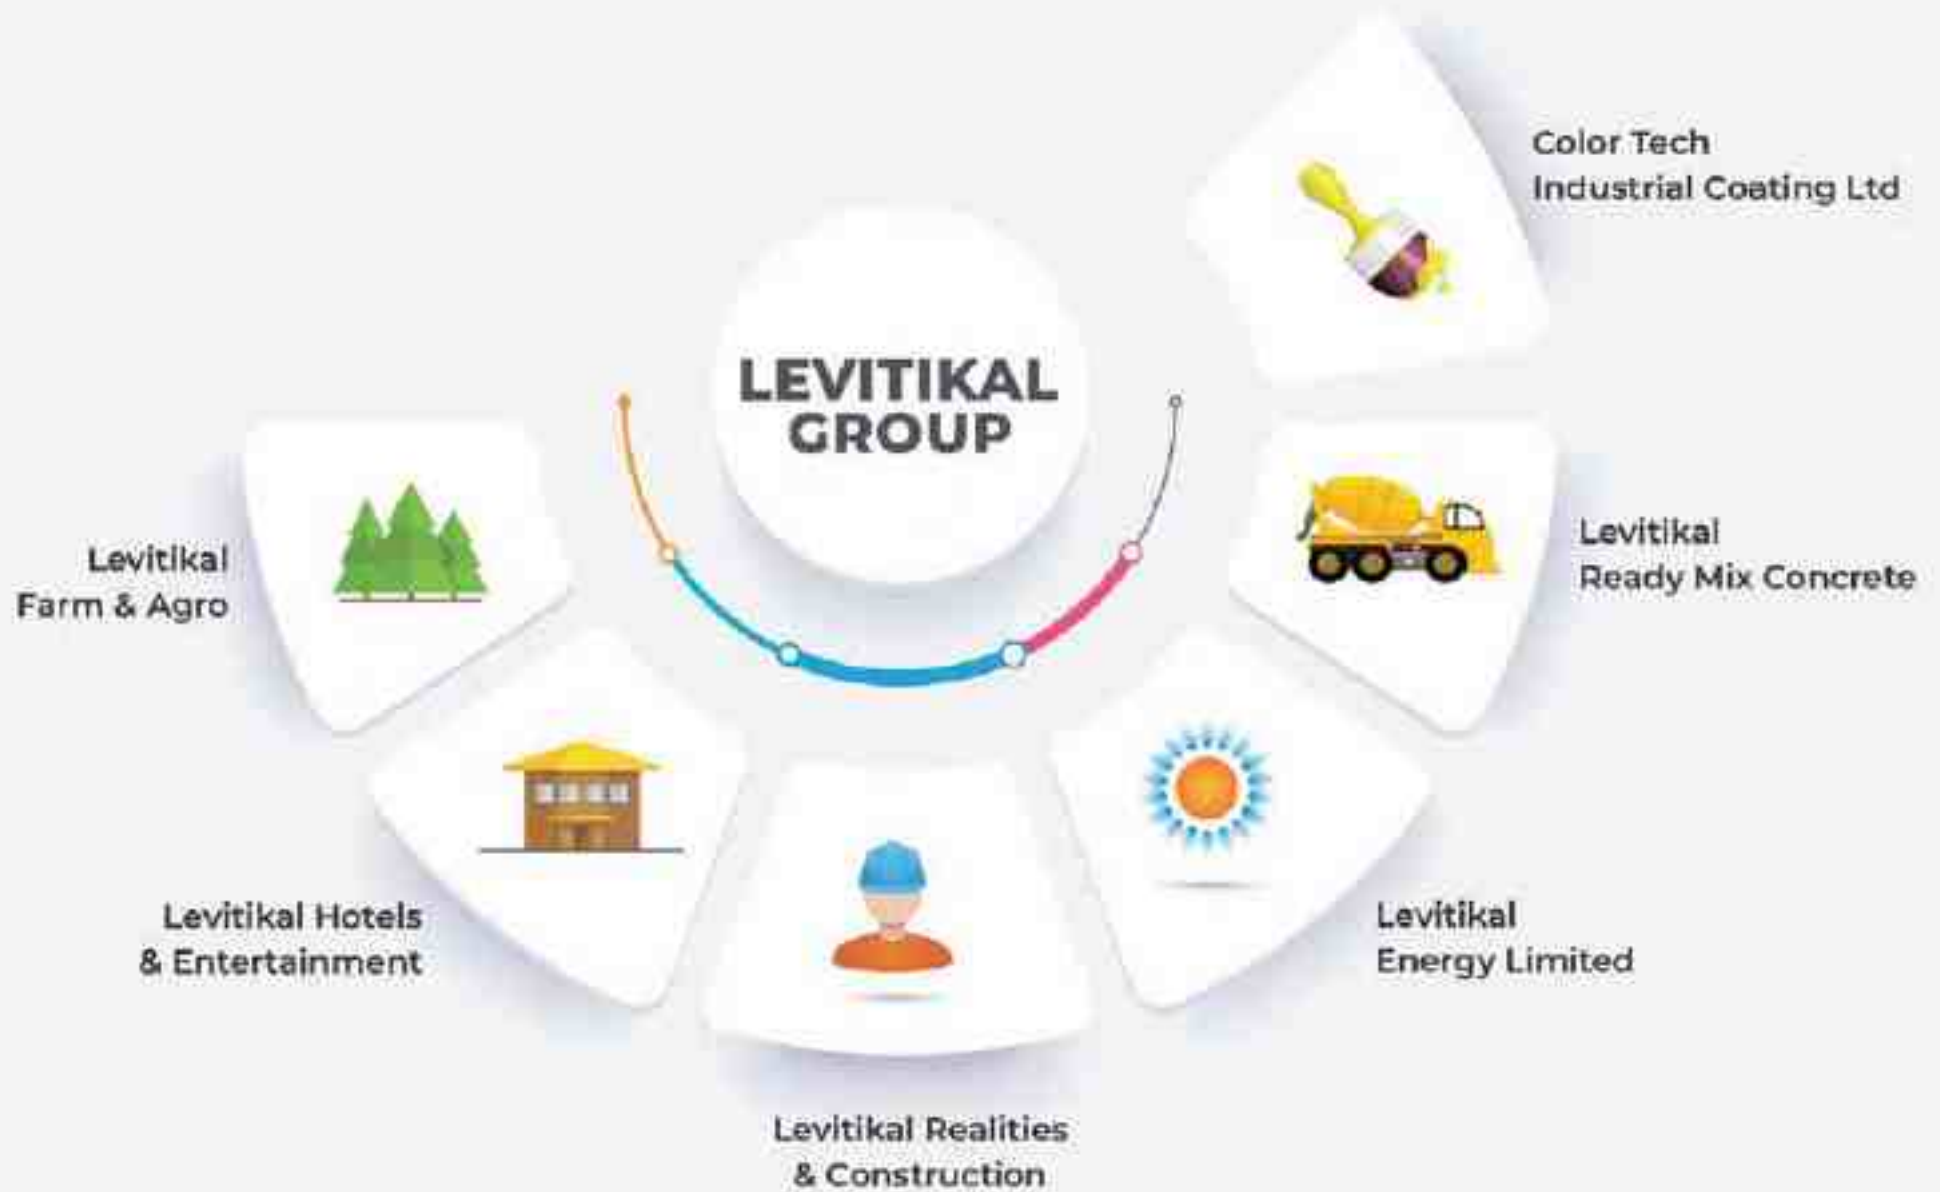 LEVITIKAL
GROUP
Color Tech
Industrial Coating Ltd
Levitikal
Ready Mix Concrete
Levitikal
Energy Limited
Levitikal Realities
& Construction
Levitikal Hotels
& Entertainment
Levitikal
Farm & Agro